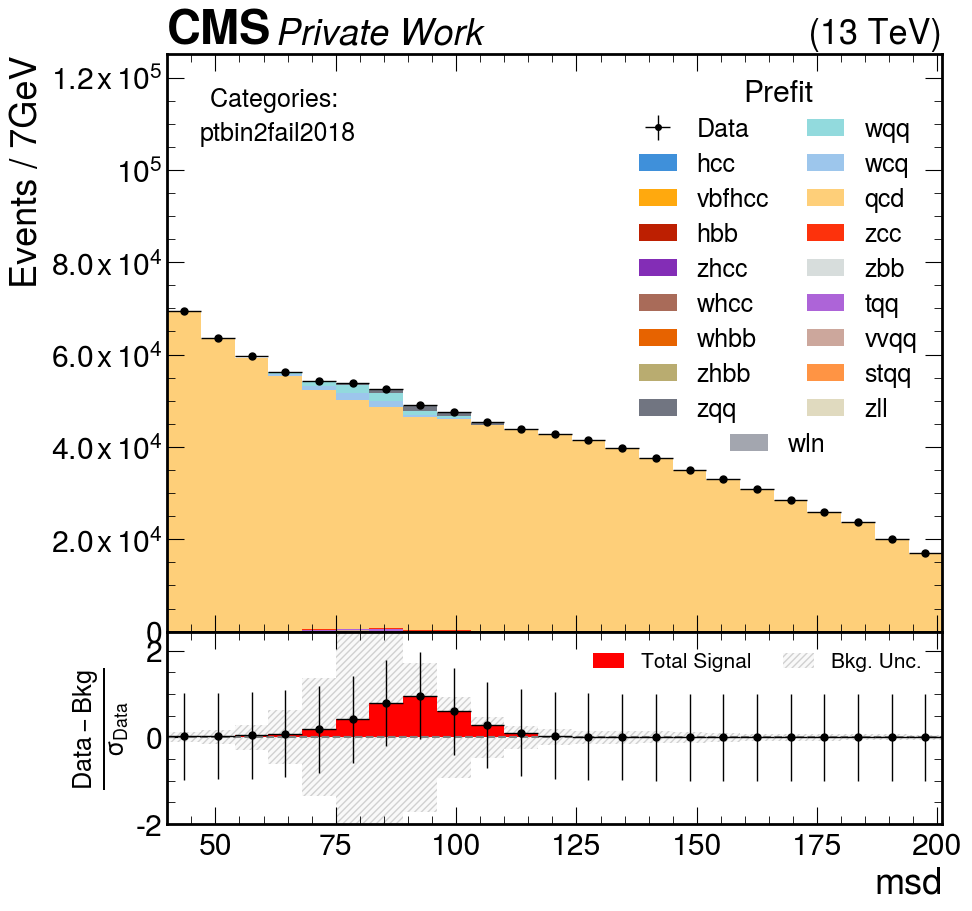 CMS Private Work (13 TeV)
Events / 7GeV
1.2 x 10^5
10^5
8.0 x 10^4
6.0 x 10^4
4.0 x 10^4
2.0 x 10^4
0
Categories:
ptbin2fail2018
Prefit
Data wqq
hcc wcq
vbfhcc qcd
hbb zcc
zhcc zbb
whcc tqq
whbb vvqq
zhbb stqq
zqq zll
wln
Data – Bkg
σ_Data
2
0
-2
Total Signal Bkg. Unc.
50 75 100 125 150 175 200
msd